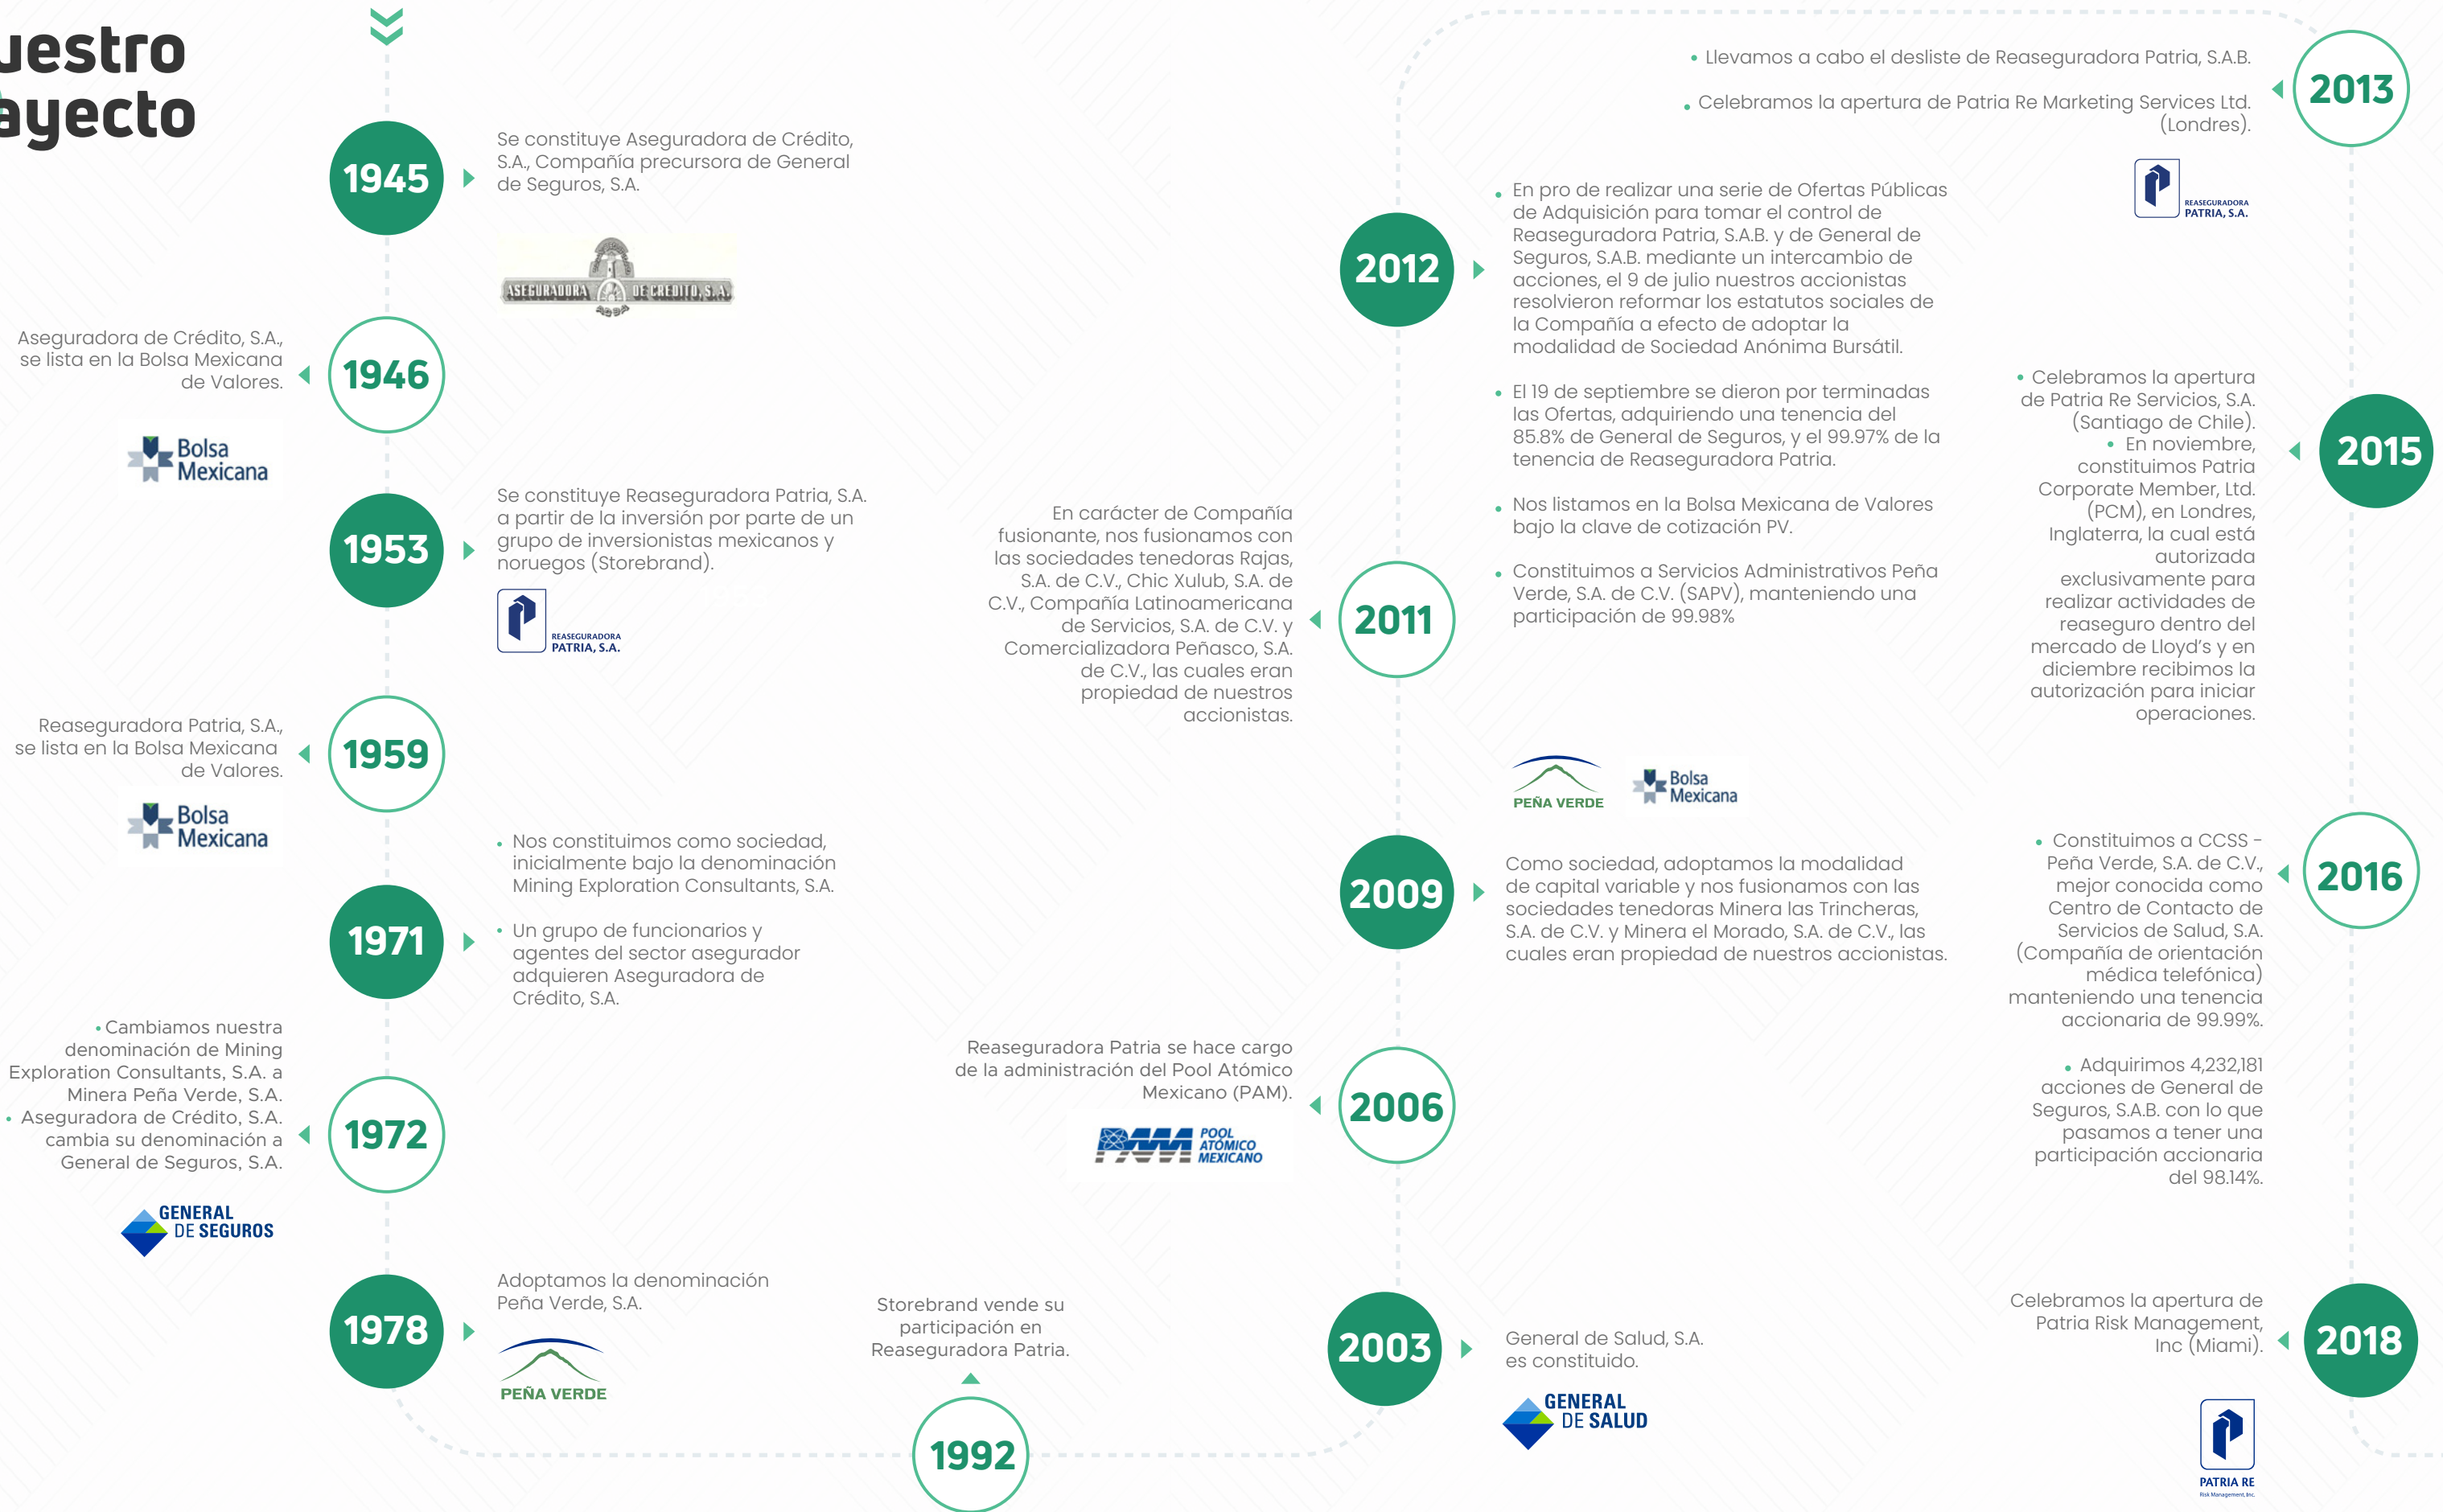 uestro
ayecto
1945
Se constituye Aseguradora de Crédito,
S.A., Compañía precursora de General
de Seguros, S.A.
ASEGURADORA DE CREDITO, S.A.
Aseguradora de Crédito, S.A.,
se lista en la Bolsa Mexicana
de Valores.
1946
Bolsa
Mexicana
1953
Se constituye Reaseguradora Patria, S.A.
a partir de la inversión por parte de un
grupo de inversionistas mexicanos y
noruegos (Storebrand).
REASEGURADORA
PATRIA, S.A.
Reaseguradora Patria, S.A.,
se lista en la Bolsa Mexicana
de Valores.
1959
Bolsa
Mexicana
1971
• Nos constituimos como sociedad,
inicialmente bajo la denominación
Mining Exploration Consultants, S.A.
• Un grupo de funcionarios y
agentes del sector asegurador
adquieren Aseguradora de
Crédito, S.A.
• Cambiamos nuestra
denominación de Mining
Exploration Consultants, S.A. a
Minera Peña Verde, S.A.
• Aseguradora de Crédito, S.A.
cambia su denominación a
General de Seguros, S.A.
1972
GENERAL
DE SEGUROS
1978
Adoptamos la denominación
Peña Verde, S.A.
PEÑA VERDE
Storebrand vende su
participación en
Reaseguradora Patria.
1992
2003
General de Salud, S.A.
es constituido.
GENERAL
DE SALUD
Reaseguradora Patria se hace cargo
de la administración del Pool Atómico
Mexicano (PAM).
2006
PAM POOL
ATÓMICO
MEXICANO
2009
Como sociedad, adoptamos la modalidad
de capital variable y nos fusionamos con las
sociedades tenedoras Minera las Trincheras,
S.A. de C.V. y Minera el Morado, S.A. de C.V., las
cuales eran propiedad de nuestros accionistas.
En carácter de Compañía
fusionante, nos fusionamos con
las sociedades tenedoras Rajas,
S.A. de C.V., Chic Xulub, S.A. de
C.V., Compañía Latinoamericana
de Servicios, S.A. de C.V. y
Comercializadora Peñasco, S.A.
de C.V., las cuales eran
propiedad de nuestros
accionistas.
2011
2012
• En pro de realizar una serie de Ofertas Públicas
de Adquisición para tomar el control de
Reaseguradora Patria, S.A.B. y de General de
Seguros, S.A.B. mediante un intercambio de
acciones, el 9 de julio nuestros accionistas
resolvieron reformar los estatutos sociales de
la Compañía a efecto de adoptar la
modalidad de Sociedad Anónima Bursátil.
• El 19 de septiembre se dieron por terminadas
las Ofertas, adquiriendo una tenencia del
85.8% de General de Seguros, y el 99.97% de la
tenencia de Reaseguradora Patria.
• Nos listamos en la Bolsa Mexicana de Valores
bajo la clave de cotización PV.
• Constituimos a Servicios Administrativos Peña
Verde, S.A. de C.V. (SAPV), manteniendo una
participación de 99.98%
PEÑA VERDE
Bolsa
Mexicana
• Llevamos a cabo el desliste de Reaseguradora Patria, S.A.B.
• Celebramos la apertura de Patria Re Marketing Services Ltd.
(Londres).
2013
REASEGURADORA
PATRIA, S.A.
• Celebramos la apertura
de Patria Re Servicios, S.A.
(Santiago de Chile).
• En noviembre,
constituimos Patria
Corporate Member, Ltd.
(PCM), en Londres,
Inglaterra, la cual está
autorizada
exclusivamente para
realizar actividades de
reaseguro dentro del
mercado de Lloyd’s y en
diciembre recibimos la
autorización para iniciar
operaciones.
2015
• Constituimos a CCSS -
Peña Verde, S.A. de C.V.,
mejor conocida como
Centro de Contacto de
Servicios de Salud, S.A.
(Compañía de orientación
médica telefónica)
manteniendo una tenencia
accionaria de 99.99%.
• Adquirimos 4,232,181
acciones de General de
Seguros, S.A.B. con lo que
pasamos a tener una
participación accionaria
del 98.14%.
2016
Celebramos la apertura de
Patria Risk Management,
Inc (Miami).
2018
PATRIA RE
Risk Management, Inc.